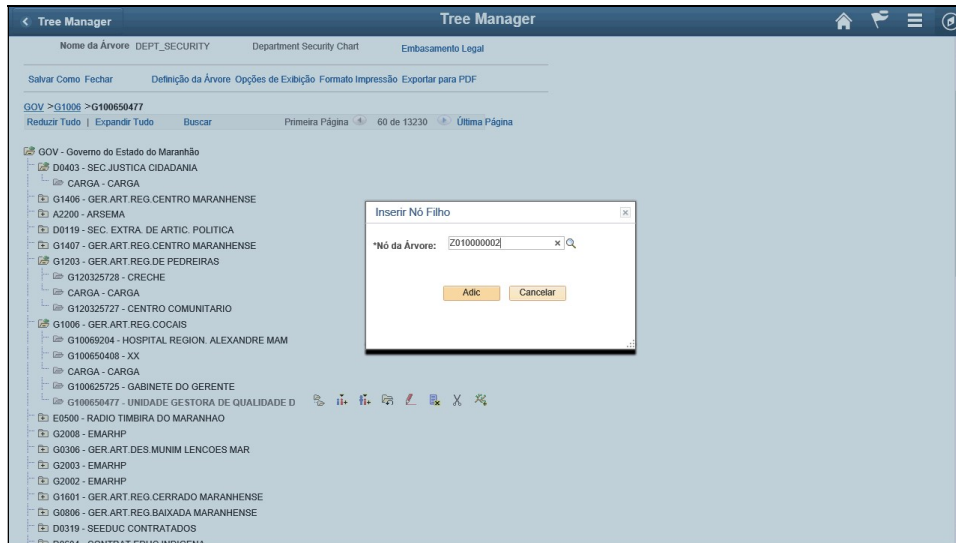 Tree Manager
Tree Manager
Nome da Árvore DEPT_SECURITY Department Security Chart Embasamento Legal
Salvar Como Fechar Definição da Árvore Opções de Exibição Formato Impressão Exportar para PDF
GOV >G1006 >G100650477
Reduzir Tudo | Expandir Tudo Buscar Primeira Página 60 de 13230 Última Página
GOV - Governo do Estado do Maranhão
D0403 - SEC.JUSTICA CIDADANIA
CARGA - CARGA
G1406 - GER.ART.REG.CENTRO MARANHENSE
A2200 - ARSEMA
D0119 - SEC. EXTRA. DE ARTIC. POLITICA
G1407 - GER.ART.REG.CENTRO MARANHENSE
G1203 - GER.ART.REG.DE PEDREIRAS
G120325728 - CRECHE
CARGA - CARGA
G120325727 - CENTRO COMUNITARIO
G1006 - GER.ART.REG.COCAIS
G10069204 - HOSPITAL REGION. ALEXANDRE MAM
G100650408 - XX
CARGA - CARGA
G100625725 - GABINETE DO GERENTE
G100650477 - UNIDADE GESTORA DE QUALIDADE D
E0500 - RADIO TIMBIRA DO MARANHAO
G2008 - EMARHP
G0306 - GER.ART.DES.MUNIM LENCOES MAR
G2003 - EMARHP
G2002 - EMARHP
G1601 - GER.ART.REG.CERRADO MARANHENSE
G0806 - GER.ART.REG.BAIXADA MARANHENSE
D0319 - SEEDUC CONTRATADOS
Inserir Nó Filho
*Nó da Árvore: Z010000002
Adic Cancelar